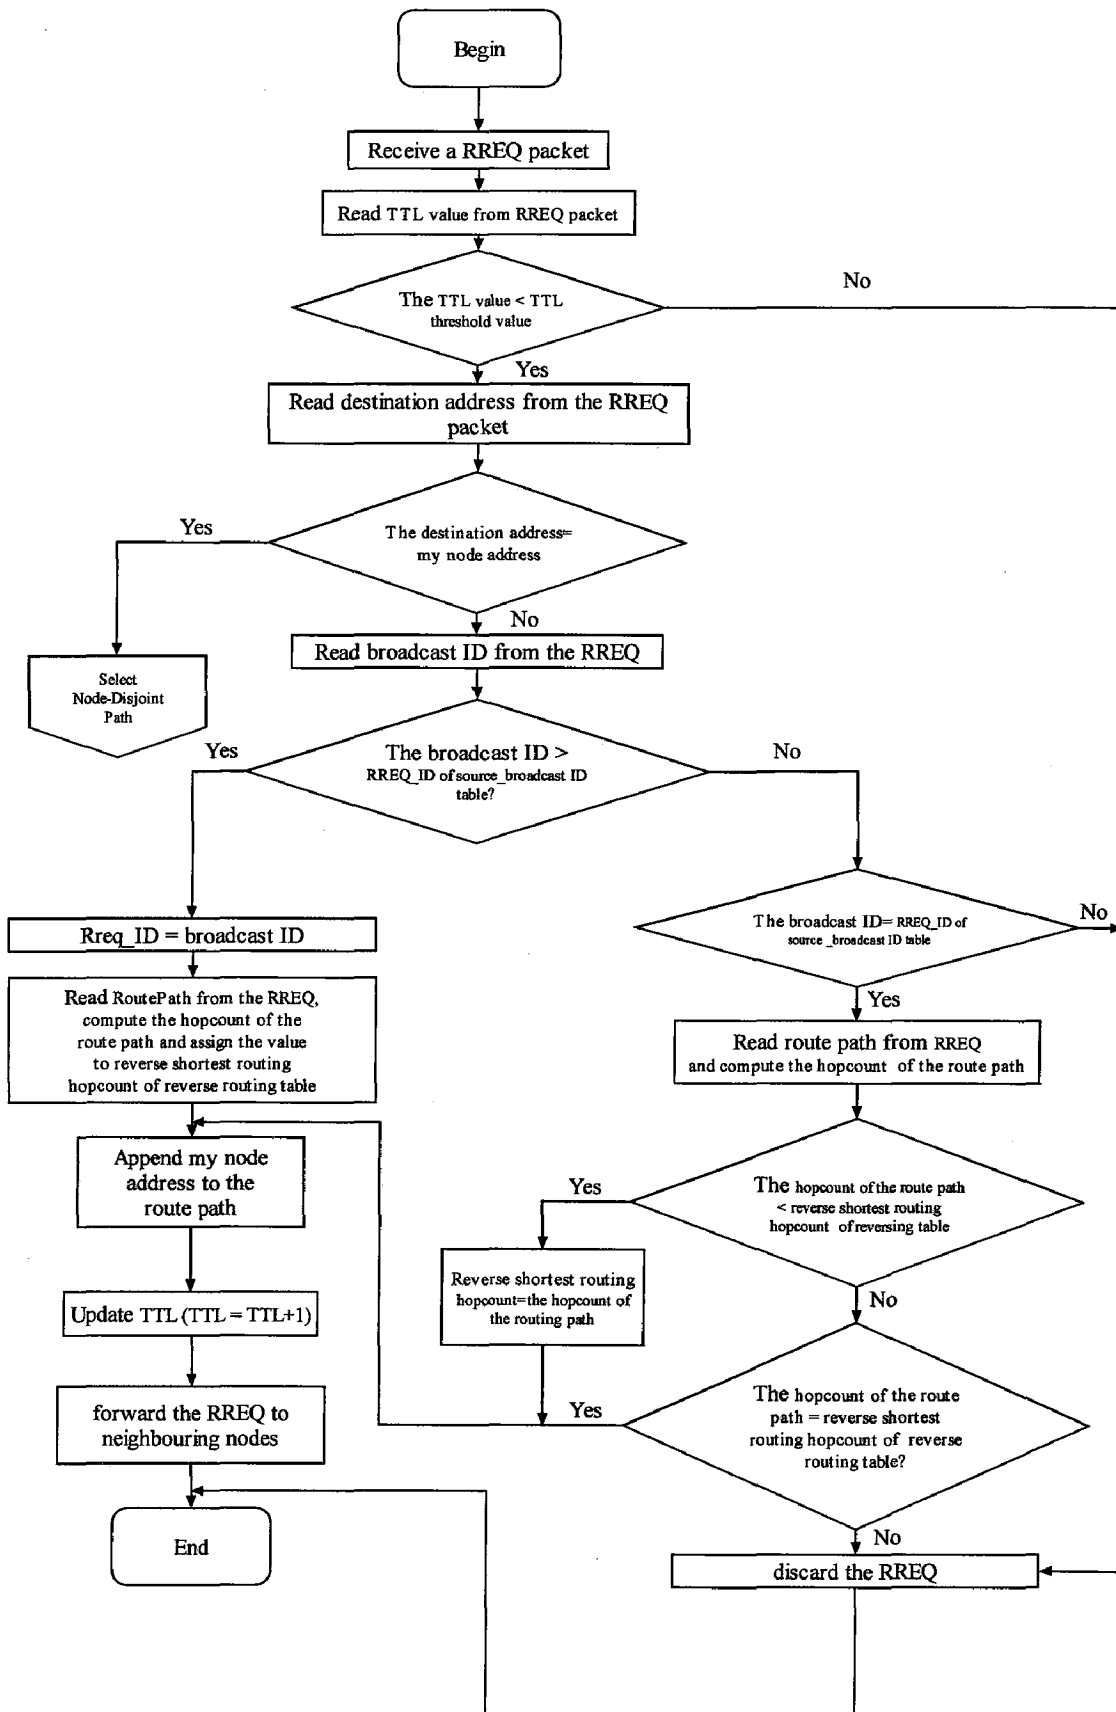 Begin
Receive a RREQ packet
Read TTL value from RREQ packet
The TTL value < TTL
threshold value
No
Yes
Read destination address from the RREQ
packet
Yes
The destination address=
my node address
No
Read broadcast ID from the RREQ
Select
Node-Disjoint
Path
Yes
The broadcast ID >
RREQ_ID of source_broadcast ID
table?
No
The broadcast ID= RREQ_ID of
source _broadcast ID table
No
Rreq_ID = broadcast ID
Yes
Read RoutePath from the RREQ,
compute the hopcount of the
route path and assign the value
to reverse shortest routing
hopcount of reverse routing table
Read route path from RREQ
and compute the hopcount of the route path
Append my node
address to the
route path
Yes
The hopcount of the route path
< reverse shortest routing
hopcount of reversing table
Reverse shortest routing
hopcount=the hopcount of
the routing path
No
Update TTL (TTL = TTL+1)
Yes
The hopcount of the route
path = reverse shortest
routing hopcount of reverse
routing table?
forward the RREQ to
neighbouring nodes
No
End
discard the RREQ